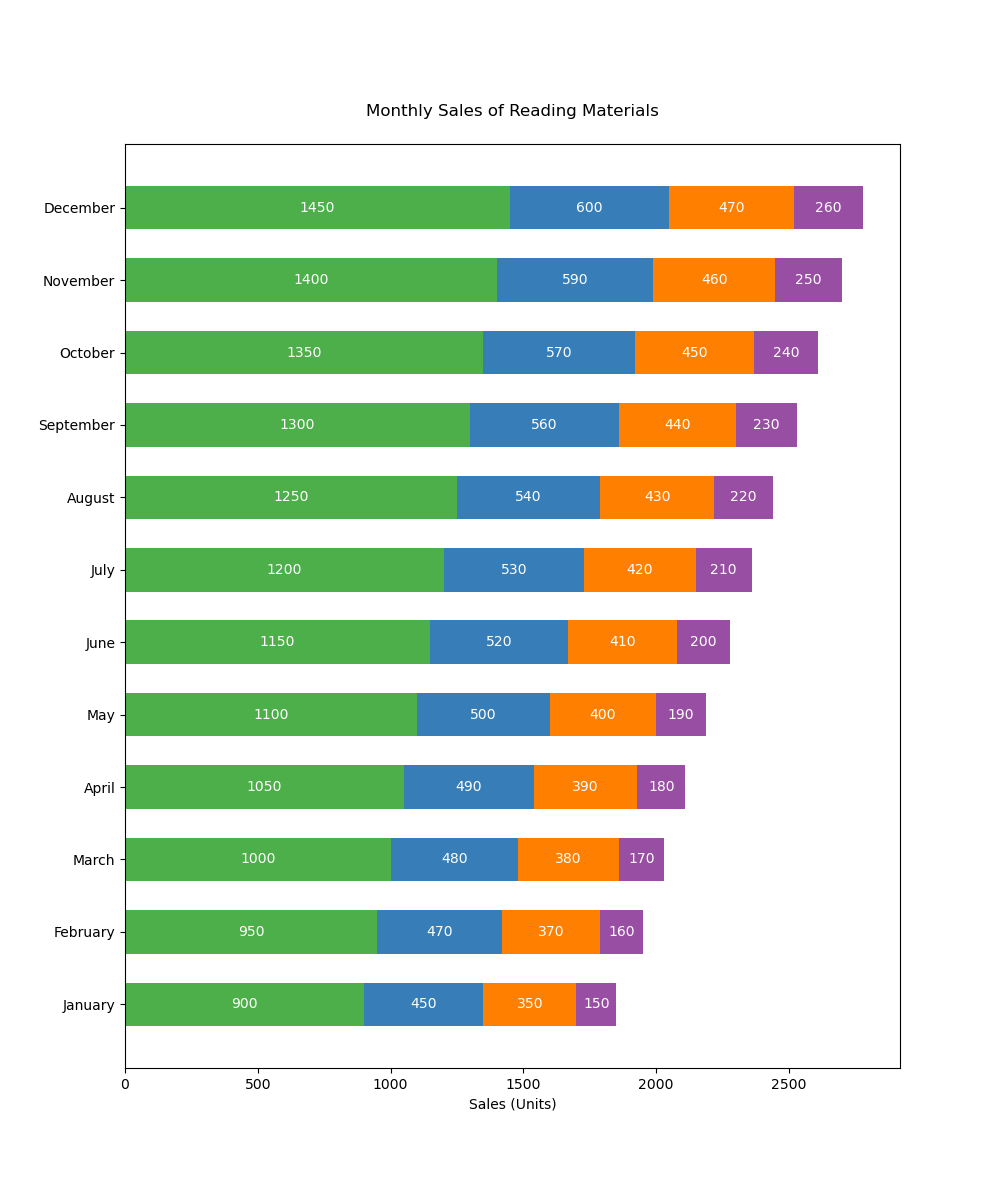 Monthly Sales of Reading Materials
December 1450 600 470 260
November 1400 590 460 250
October 1350 570 450 240
September 1300 560 440 230
August 1250 540 430 220
July 1200 530 420 210
June 1150 520 410 200
May 1100 500 400 190
April 1050 490 390 180
March 1000 480 380 170
February 950 470 370 160
January 900 450 350 150
0 500 1000 1500 2000 2500
Sales (Units)